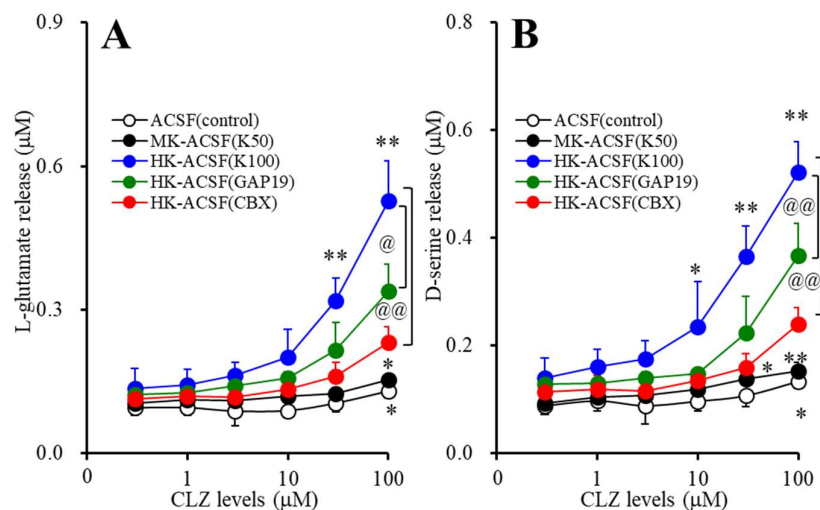 A
0.9
0.6
0.3
0.0
L-glutamate release (μM)
ACSF(control)
MK-ACSF(K50)
HK-ACSF(K100)
HK-ACSF(GAP19)
HK-ACSF(CBX)
**
**
@
@@
*
*
0
1
10
100
CLZ levels (μM)
B
0.8
0.6
0.4
0.2
0.0
D-serine release (μM)
ACSF(control)
MK-ACSF(K50)
HK-ACSF(K100)
HK-ACSF(GAP19)
HK-ACSF(CBX)
**
**
*
@@
@@
**
*
*
0
1
10
100
CLZ levels (μM)